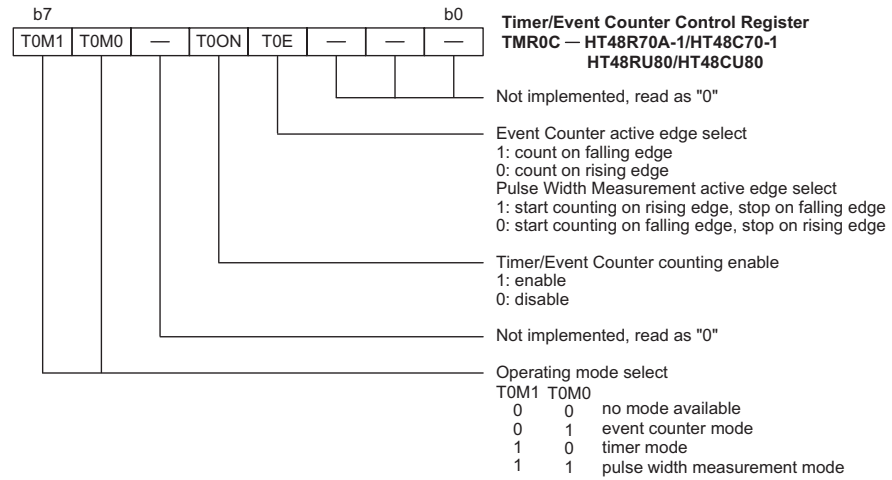 b7 b0
T0M1 T0M0 — T0ON T0E — — —
Timer/Event Counter Control Register
TMR0C — HT48R70A-1/HT48C70-1
HT48RU80/HT48CU80
Not implemented, read as "0"
Event Counter active edge select
1: count on falling edge
0: count on rising edge
Pulse Width Measurement active edge select
1: start counting on rising edge, stop on falling edge
0: start counting on falling edge, stop on rising edge
Timer/Event Counter counting enable
1: enable
0: disable
Not implemented, read as "0"
Operating mode select
T0M1 T0M0
0 0 no mode available
0 1 event counter mode
1 0 timer mode
1 1 pulse width measurement mode